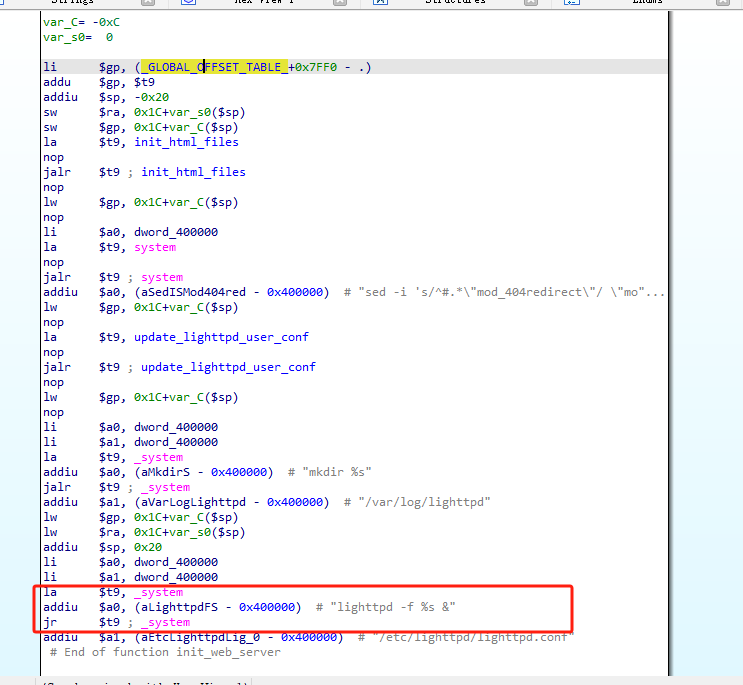 Strings Hex View-1 Structures Enums
var_C= -0xC
var_s0= 0
li $gp, (_GLOBAL_OFFSET_TABLE_+0x7FF0 - .)
addu $gp, $t9
addiu $sp, -0x20
sw $ra, 0x1C+var_s0($sp)
sw $gp, 0x1C+var_C($sp)
la $t9, init_html_files
nop
jalr $t9 ; init_html_files
nop
lw $gp, 0x1C+var_C($sp)
nop
li $a0, dword_400000
la $t9, system
nop
jalr $t9 ; system
addiu $a0, (aSedISMod404red - 0x400000) # "sed -i 's/^#.*\"mod_404redirect\"/ \"mo"...
lw $gp, 0x1C+var_C($sp)
nop
la $t9, update_lighttpd_user_conf
nop
jalr $t9 ; update_lighttpd_user_conf
nop
lw $gp, 0x1C+var_C($sp)
nop
li $a0, dword_400000
li $a1, dword_400000
la $t9, _system
addiu $a0, (aMkdirS - 0x400000) # "mkdir %s"
jalr $t9 ; _system
addiu $a1, (aVarLogLighttpd - 0x400000) # "/var/log/lighttpd"
lw $gp, 0x1C+var_C($sp)
lw $ra, 0x1C+var_s0($sp)
addiu $sp, 0x20
li $a0, dword_400000
li $a1, dword_400000
la $t9, _system
addiu $a0, (aLighttpdFS - 0x400000) # "lighttpd -f %s &"
jr $t9 ; _system
addiu $a1, (aEtcLighttpdLig_0 - 0x400000) # "/etc/lighttpd/lighttpd.conf"
# End of function init_web_server